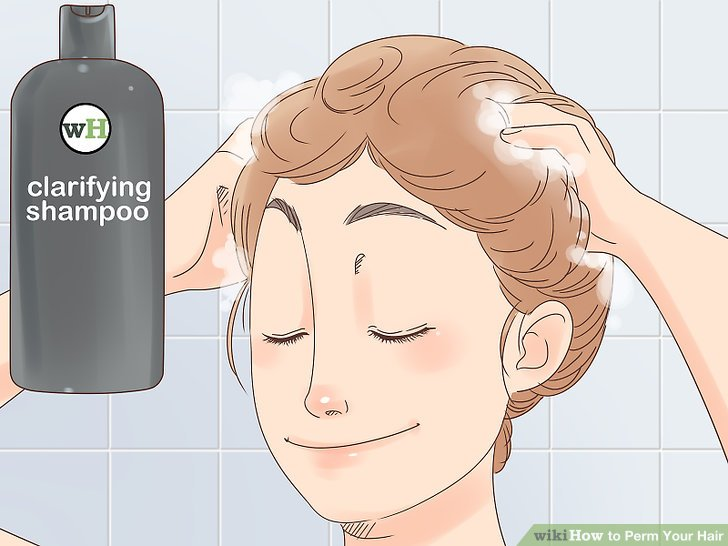 wH
clarifying
shampoo
wikiHow to Perm Your Hair